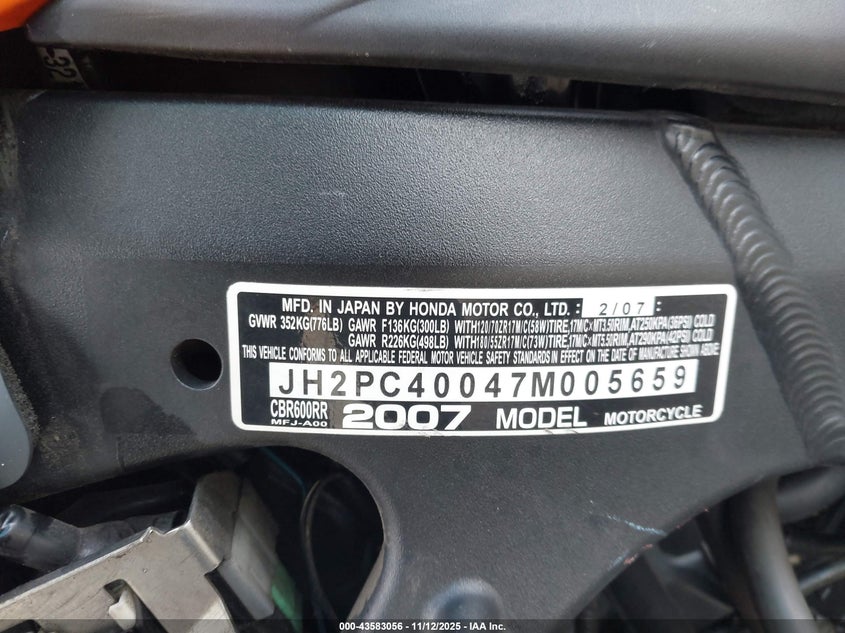 32
MFD. IN JAPAN BY HONDA MOTOR CO., LTD. : 2/07 :
GVWR 352KG(776LB) GAWR F136KG(300LB) WITH120/70ZR17M/C(58W)TIRE,17M/C×MT3.50RIM,AT250KPA(36PSI) COLD
GAWR R226KG(498LB) WITH180/55ZR17M/C(73W)TIRE,17M/C×MT5.50RIM,AT290KPA(42PSI) COLD
THIS VEHICLE CONFORMS TO ALL APPLICABLE FEDERAL MOTOR VEHICLE SAFETY STANDARDS IN EFFECT ON THE DATE OF MANUFACTURE SHOWN ABOVE
JH2PC40047M005659
CBR600RR 2007 MODEL MOTORCYCLE
MFJ-A00
000-43583056 - 11/12/2025 - IAA Inc.